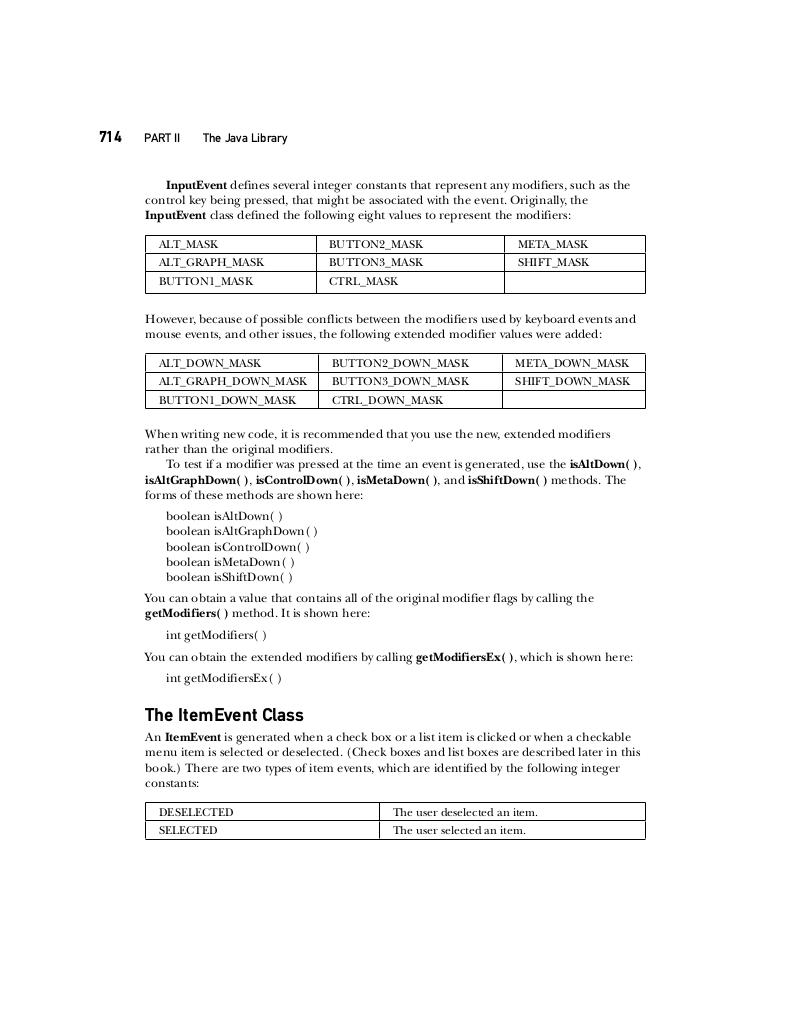 714 PART II The Java Library
InputEvent defines several integer constants that represent any modifiers, such as the
control key being pressed, that might be associated with the event. Originally, the
InputEvent class defined the following eight values to represent the modifiers:
ALT_MASK BUTTON2_MASK META_MASK
ALT_GRAPH_MASK BUTTON3_MASK SHIFT_MASK
BUTTON1_MASK CTRL_MASK
However, because of possible conflicts between the modifiers used by keyboard events and
mouse events, and other issues, the following extended modifier values were added:
ALT_DOWN_MASK BUTTON2_DOWN_MASK META_DOWN_MASK
ALT_GRAPH_DOWN_MASK BUTTON3_DOWN_MASK SHIFT_DOWN_MASK
BUTTON1_DOWN_MASK CTRL_DOWN_MASK
When writing new code, it is recommended that you use the new, extended modifiers
rather than the original modifiers.
To test if a modifier was pressed at the time an event is generated, use the isAltDown( ),
isAltGraphDown( ), isControlDown( ), isMetaDown( ), and isShiftDown( ) methods. The
forms of these methods are shown here:
boolean isAltDown( )
boolean isAltGraphDown( )
boolean isControlDown( )
boolean isMetaDown( )
boolean isShiftDown( )
You can obtain a value that contains all of the original modifier flags by calling the
getModifiers( ) method. It is shown here:
int getModifiers( )
You can obtain the extended modifiers by calling getModifiersEx( ), which is shown here:
int getModifiersEx( )
The ItemEvent Class
An ItemEvent is generated when a check box or a list item is clicked or when a checkable
menu item is selected or deselected. (Check boxes and list boxes are described later in this
book.) There are two types of item events, which are identified by the following integer
constants:
DESELECTED The user deselected an item.
SELECTED The user selected an item.